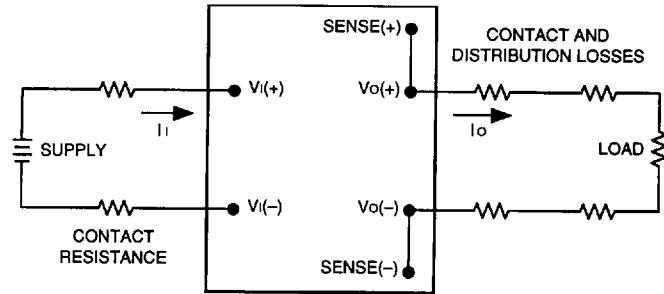 SENSE(+)
CONTACT AND
DISTRIBUTION LOSSES
VI(+)
VO(+)
II
IO
SUPPLY
LOAD
VI(–)
VO(–)
CONTACT
RESISTANCE
SENSE(–)